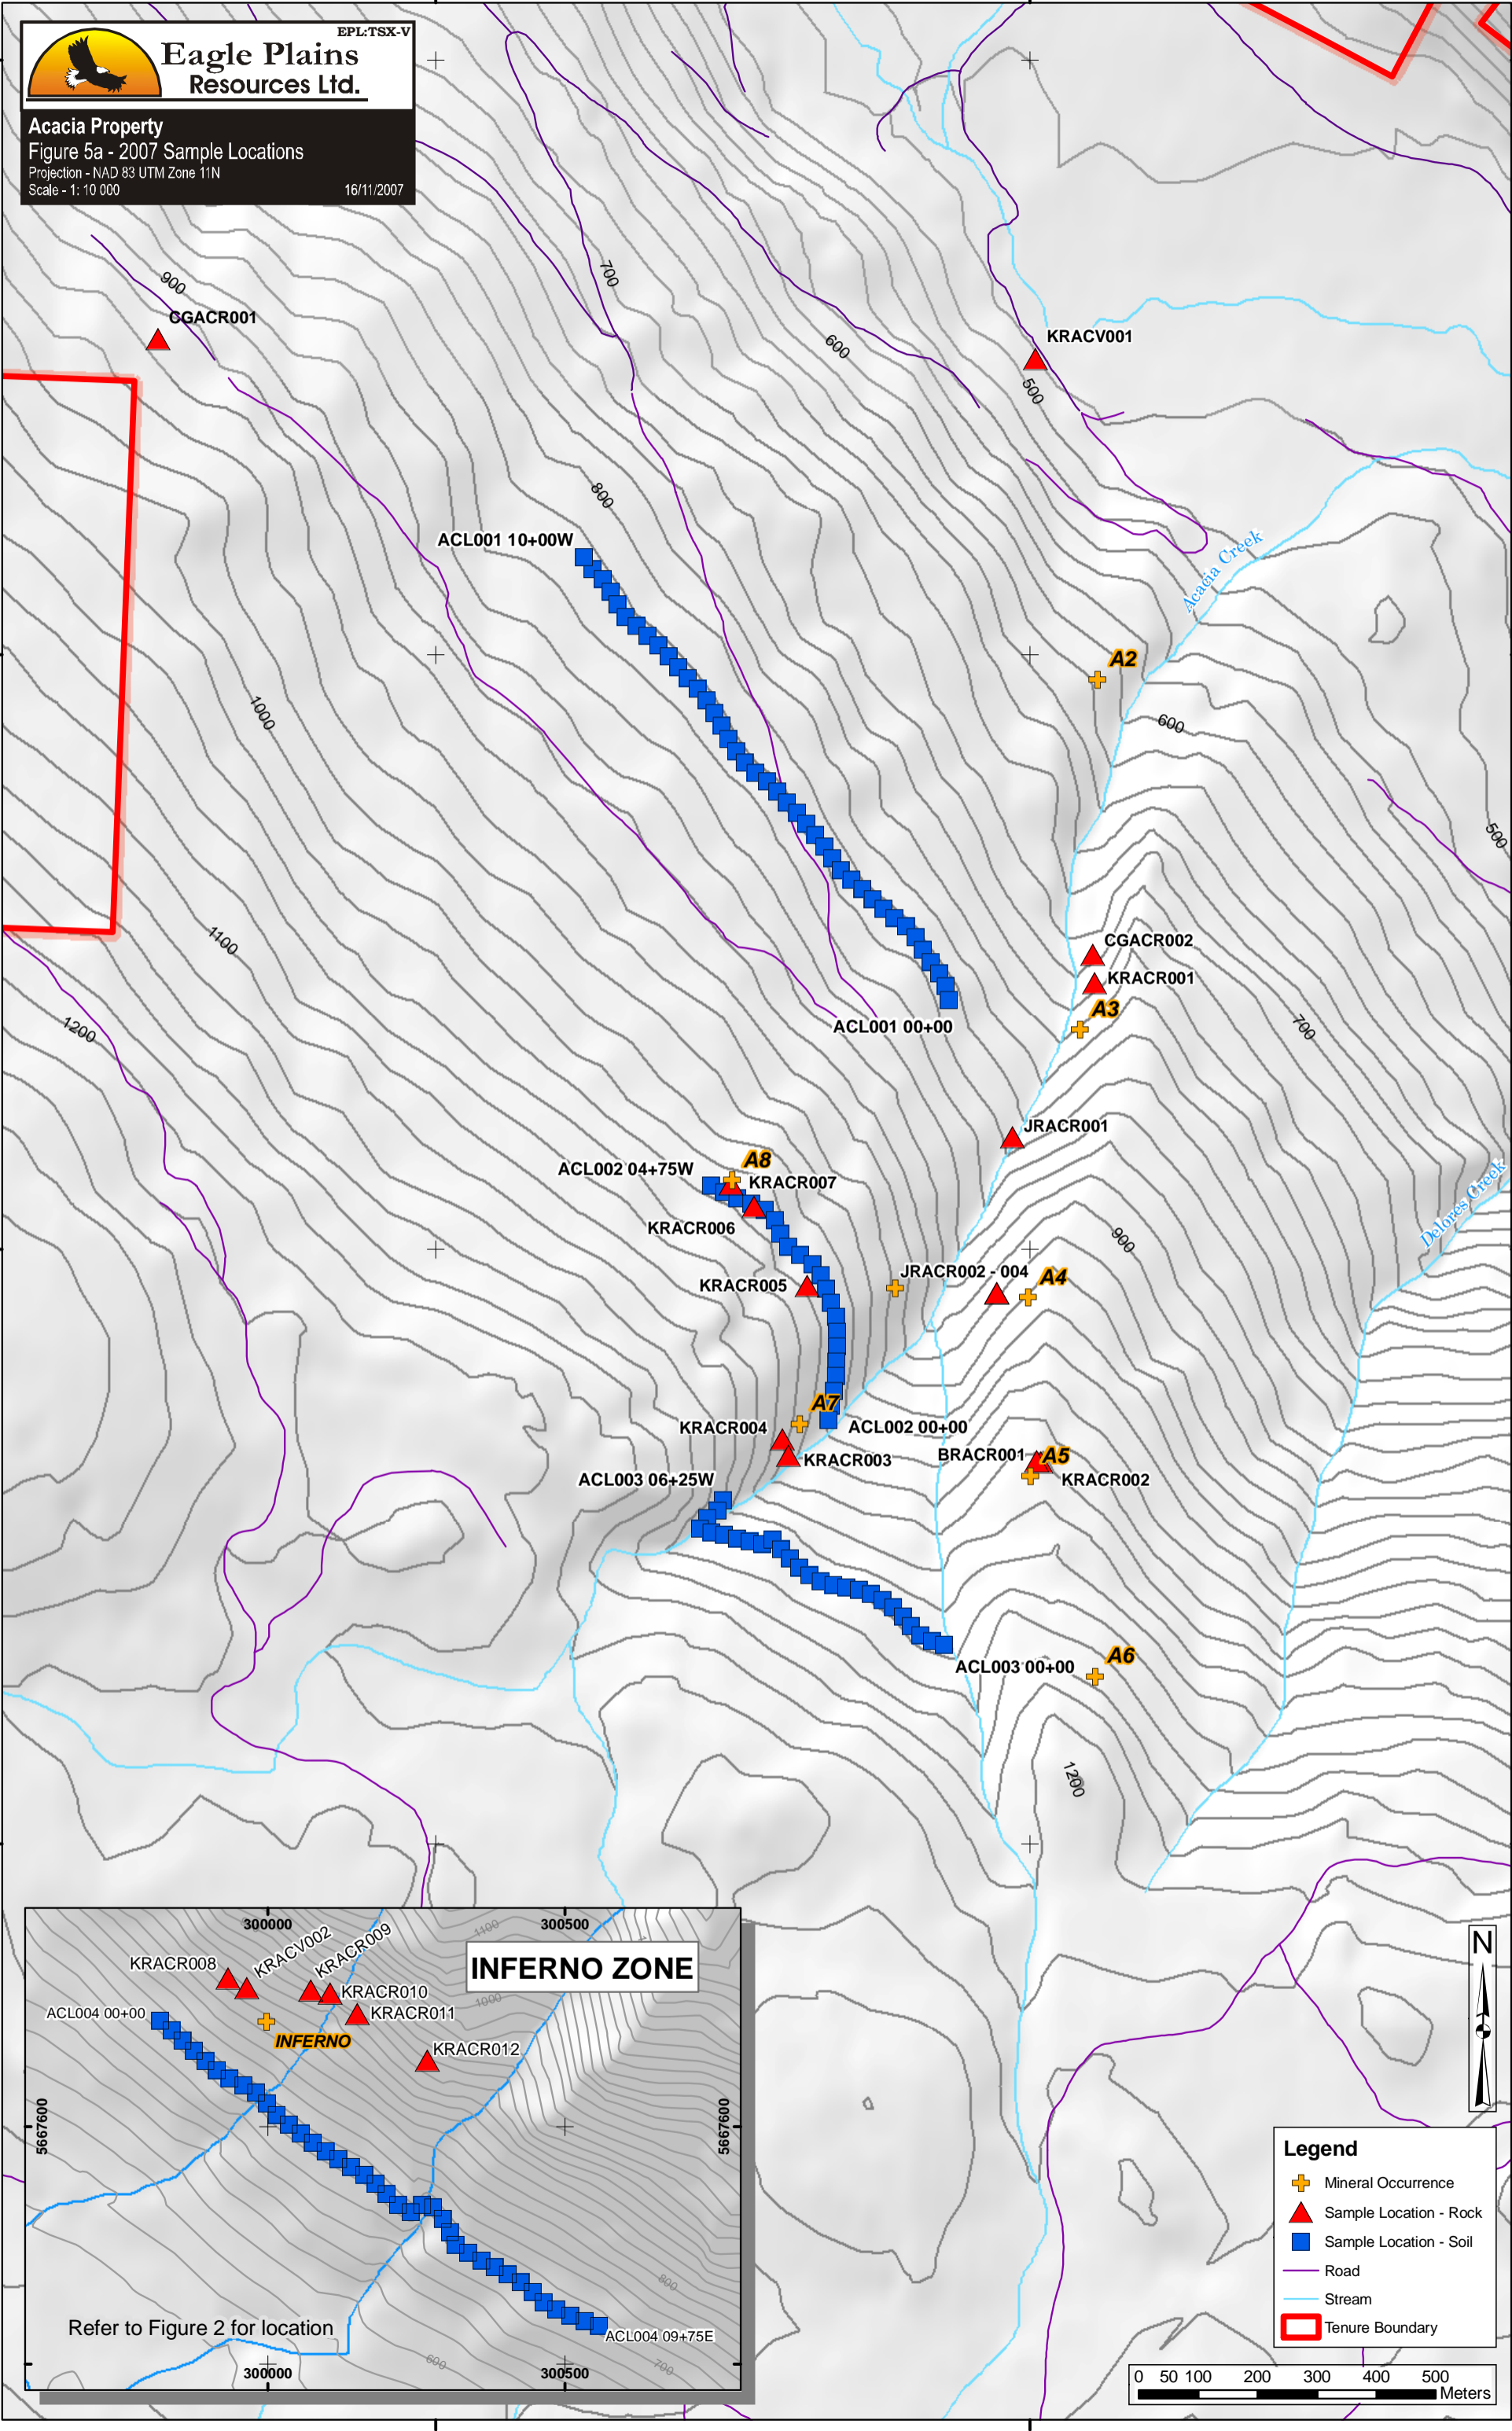 EPL:TSX-V
Eagle Plains
Resources Ltd.
Acacia Property
Figure 5a - 2007 Sample Locations
Projection - NAD 83 UTM Zone 11N
Scale - 1: 10 000
16/11/2007
900
CGACR001
700
600
KRACV001
500
800
ACL001 10+00W
Acacia Creek
A2
600
1000
500
1100
CGACR002
KRACR001
A3
700
1200
ACL001 00+00
JRACR001
A8
ACL002 04+75W
KRACR007
KRACR006
Delores Creek
900
JRACR002 - 004
A4
KRACR005
A7
KRACR004
ACL002 00+00
KRACR003
BRACR001
A5
KRACR002
ACL003 06+25W
A6
ACL003 00+00
1200
300000
300500
1100
INFERNO ZONE
KRACR008
KRACV002
KRACR009
KRACR010
1000
KRACR011
ACL004 00+00
INFERNO
KRACR012
5667600
5667600
800
Refer to Figure 2 for location
ACL004 09+75E
600
700
300000
300500
N
Legend
Mineral Occurrence
Sample Location - Rock
Sample Location - Soil
Road
Stream
Tenure Boundary
0 50 100 200 300 400 500
Meters